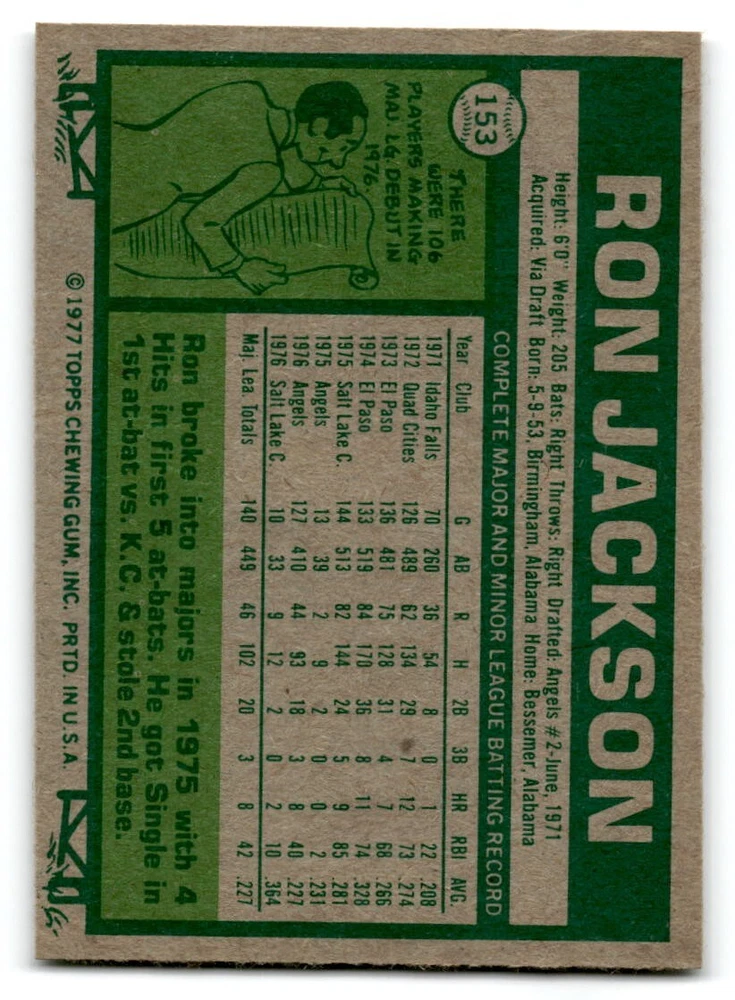 153
RON JACKSON
Height: 6'0" Weight: 205 Bats: Right Throws: Right Drafted: Angels #2-June, 1971
Acquired: Via Draft Born: 5-9-53, Birmingham, Alabama Home: Bessemer, Alabama
COMPLETE MAJOR AND MINOR LEAGUE BATTING RECORD
Year Club G AB R H 2B 3B HR RBI AVG.
1971 Idaho Falls 70 260 36 54 8 0 1 22 .208
1972 Quad Cities 126 489 62 134 29 7 12 73 .274
1973 El Paso 136 481 75 128 31 4 7 68 .266
1974 El Paso 133 519 84 170 36 8 11 74 .328
1975 Salt Lake C. 144 513 82 144 24 5 9 85 .281
1975 Angels 13 39 2 9 2 0 0 2 .231
1976 Angels 127 410 44 93 18 3 8 40 .227
1976 Salt Lake C. 10 33 9 12 2 0 2 10 .364
Maj. Lea Totals 140 449 46 102 20 3 8 42 .227
THERE
WERE 106
PLAYERS MAKING
MAJ. LG. DEBUT IN
1976.
Ron broke into majors in 1975 with 4
Hits in first 5 at-bats. He got Single in
1st at-bat vs. K.C. & stole 2nd base.
© 1977 TOPPS CHEWING GUM, INC. PRTD. IN U.S.A.